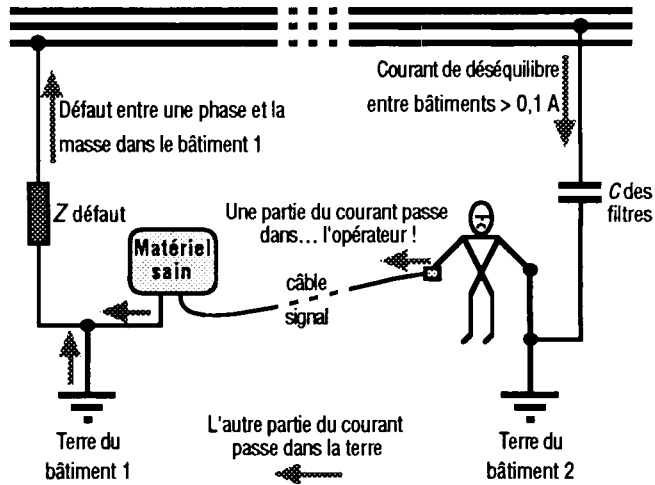 Défaut entre une phase et la
masse dans le bâtiment 1
Courant de déséquilibre
entre bâtiments > 0,1 A
Z défaut
C des
filtres
Une partie du courant passe
dans... l'opérateur !
Matériel
sain
câble
signal
Terre du
bâtiment 1
L'autre partie du courant
passe dans la terre
Terre du
bâtiment 2